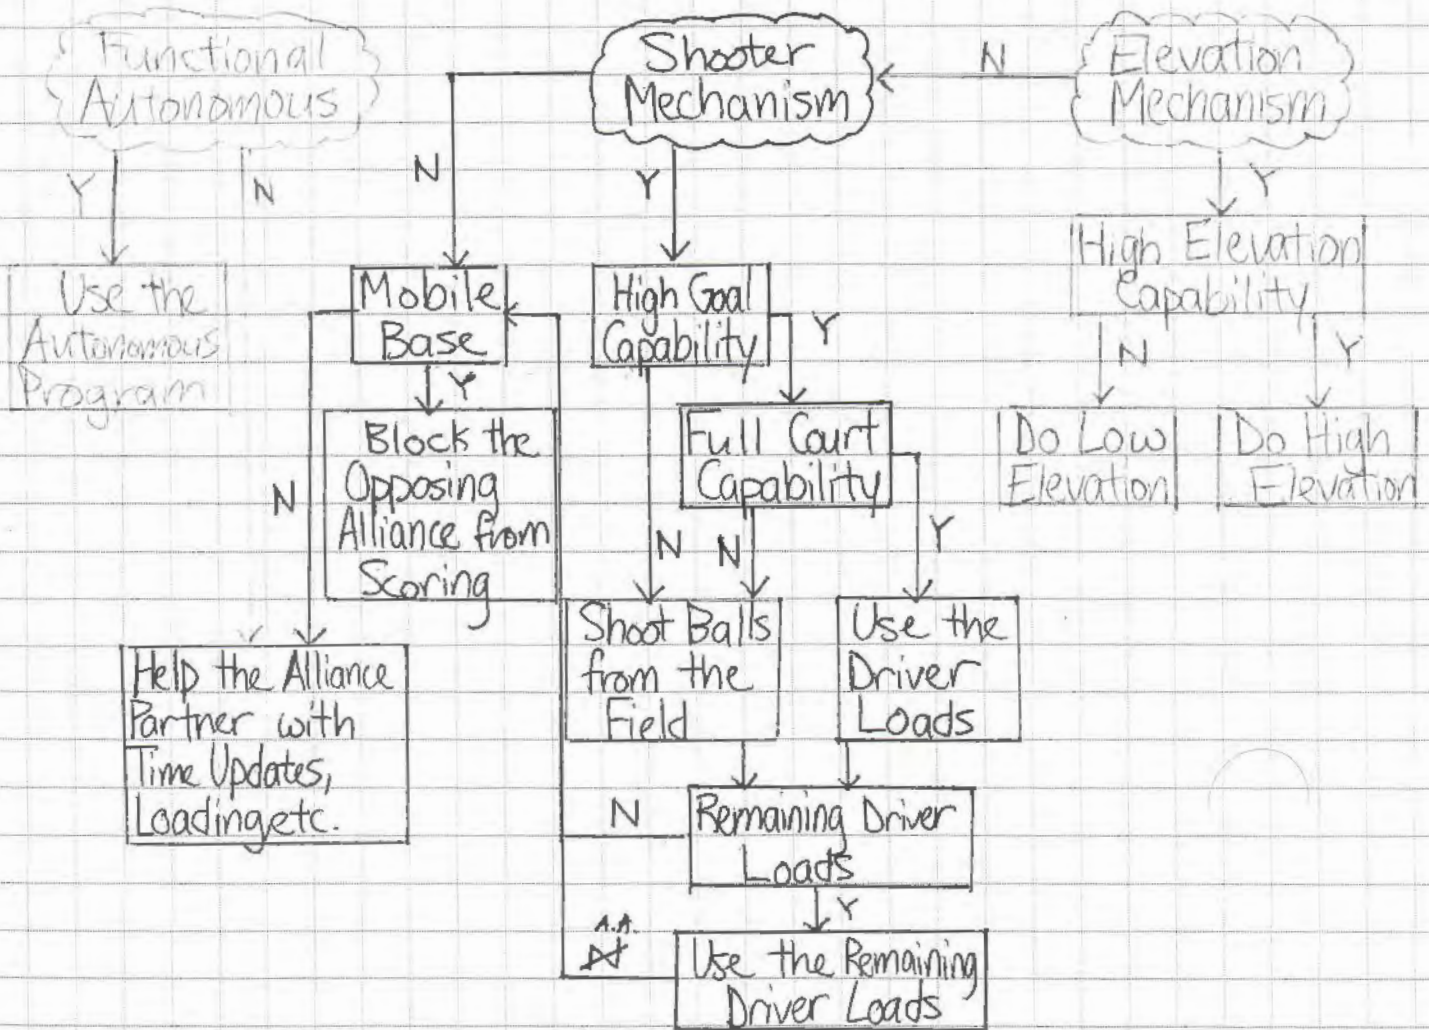 Functional
Autonomous
Shooter
Mechanism
Elevation
Mechanism
N
Y
N
N
Y
Y
Use the
Autonomous
Program
Mobile
Base
High Goal
Capability
High Elevation
Capability
Y
Y
N
Y
Block the
Opposing
Alliance from
Scoring
Full Court
Capability
Do Low
Elevation
Do High
Elevation
N
N
N
Y
Help the Alliance
Partner with
Time Updates,
Loading,etc.
Shoot Balls
from the
Field
Use the
Driver
Loads
N
Remaining Driver
Loads
Y
A.A.
N
Use the Remaining
Driver Loads